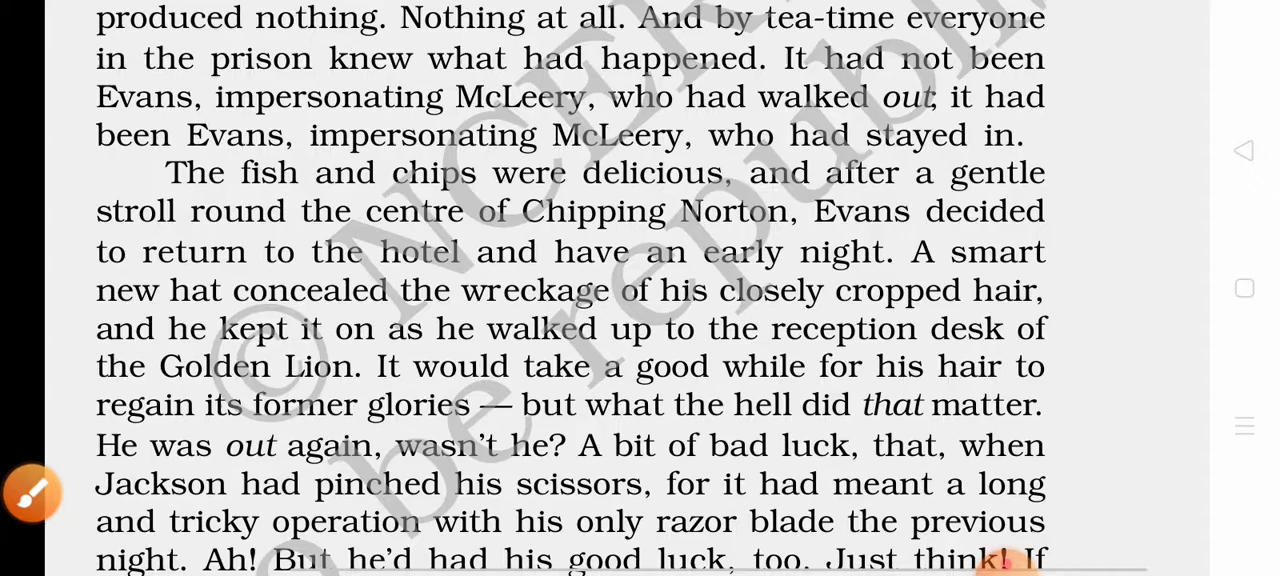 produced nothing. Nothing at all. And by tea-time everyone
in the prison knew what had happened. It had not been
Evans, impersonating McLeery, who had walked out; it had
been Evans, impersonating McLeery, who had stayed in.
The fish and chips were delicious, and after a gentle
stroll round the centre of Chipping Norton, Evans decided
to return to the hotel and have an early night. A smart
new hat concealed the wreckage of his closely cropped hair,
and he kept it on as he walked up to the reception desk of
the Golden Lion. It would take a good while for his hair to
regain its former glories — but what the hell did that matter.
He was out again, wasn't he? A bit of bad luck, that, when
Jackson had pinched his scissors, for it had meant a long
and tricky operation with his only razor blade the previous
night. Ah! But he'd had his good luck, too. Just think! If
© NCER
o be republi